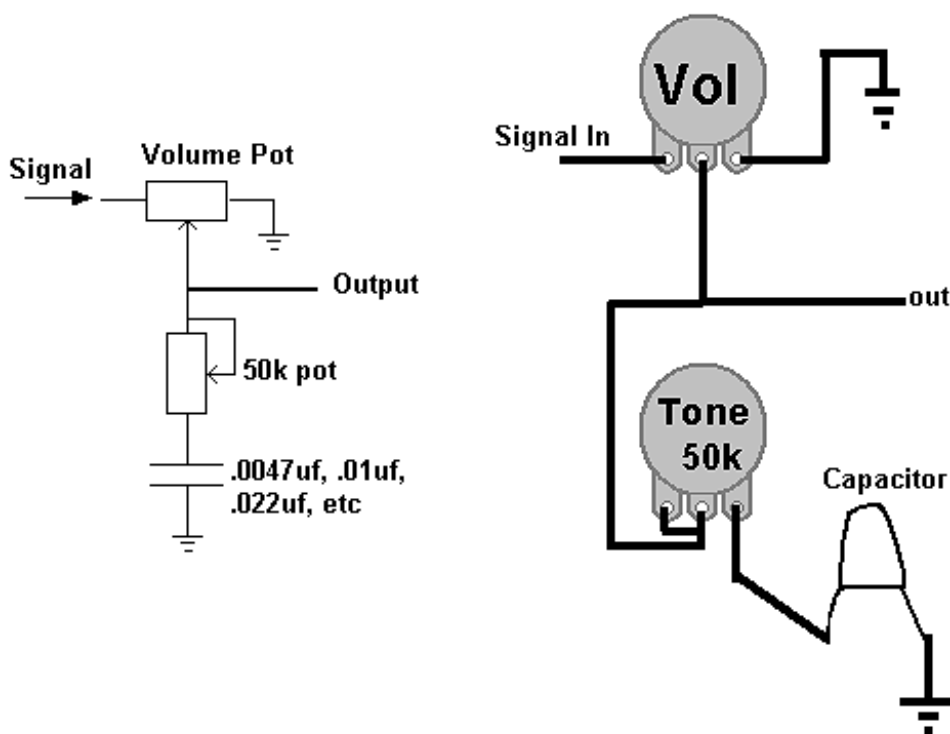 Volume Pot
Signal
Output
50k pot
.0047uf, .01uf,
.022uf, etc
Vol
Signal In
out
Tone
50k
Capacitor